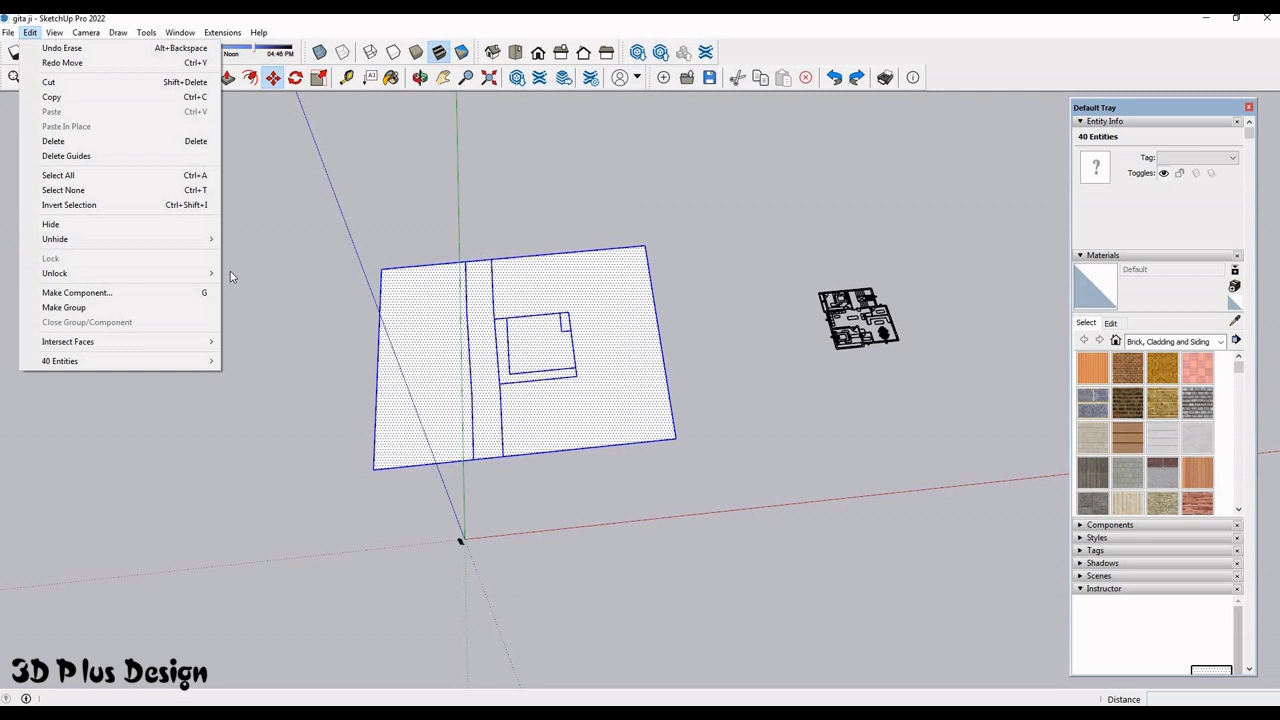 gita ji - SketchUp Pro 2022
File Edit View Camera Draw Tools Window Extensions Help
Noon 04:46 PM
Undo Erase Alt+Backspace
Redo Move Ctrl+Y
Cut Shift+Delete
Copy Ctrl+C
Paste Ctrl+V
Paste In Place
Delete Delete
Delete Guides
Select All Ctrl+A
Select None Ctrl+T
Invert Selection Ctrl+Shift+I
Hide
Unhide
Lock
Unlock
Make Component... G
Make Group
Close Group/Component
Intersect Faces
40 Entities
Default Tray
Entity Info
40 Entities
Tag:
Toggles:
Materials
Default
Select Edit
Brick, Cladding and Siding
Components
Styles
Tags
Shadows
Scenes
Instructor
3D Plus Design
Distance